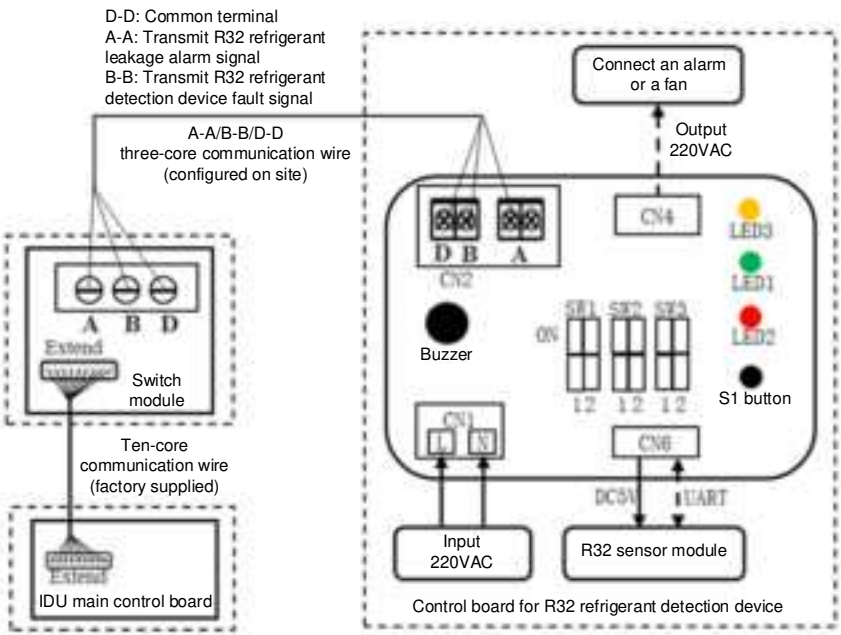 D-D: Common terminal
A-A: Transmit R32 refrigerant
leakage alarm signal
B-B: Transmit R32 refrigerant
detection device fault signal
A-A/B-B/D-D
three-core communication wire
(configured on site)
Connect an alarm
or a fan
Output
220VAC
CN4
LED3
LED1
LED2
S1 button
D B A
CN2
Buzzer
SW1 SW2 SW3
ON
1 2 1 2 1 2
CN1
L N
CN6
DC5V
UART
Input
220VAC
R32 sensor module
Control board for R32 refrigerant detection device
A B D
Extend
Switch
module
Ten-core
communication wire
(factory supplied)
Extend
IDU main control board